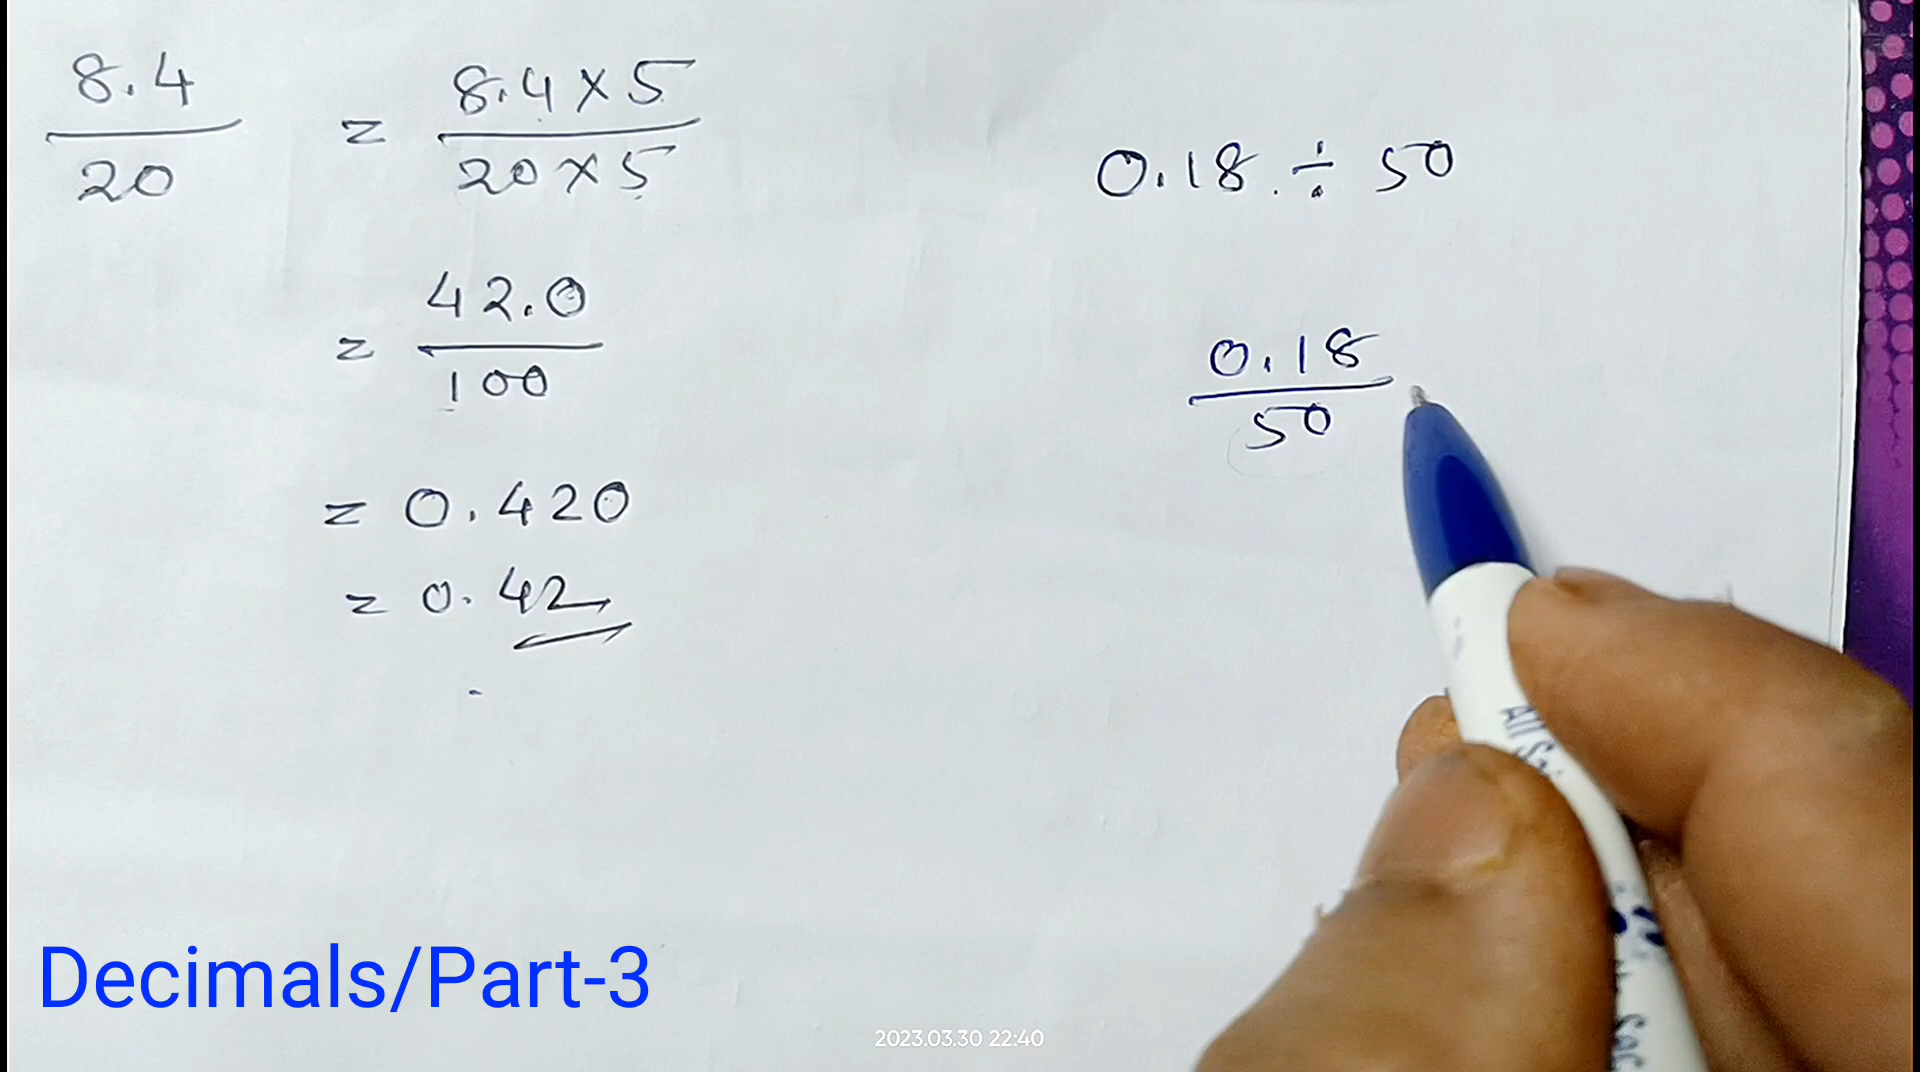 8.4/20 = 8.4 × 5/20 × 5
= 42.0/100
= 0.420
= 0.42
0.18 ÷ 50
0.18/50
Decimals/Part-3
2023.03.30 22:40